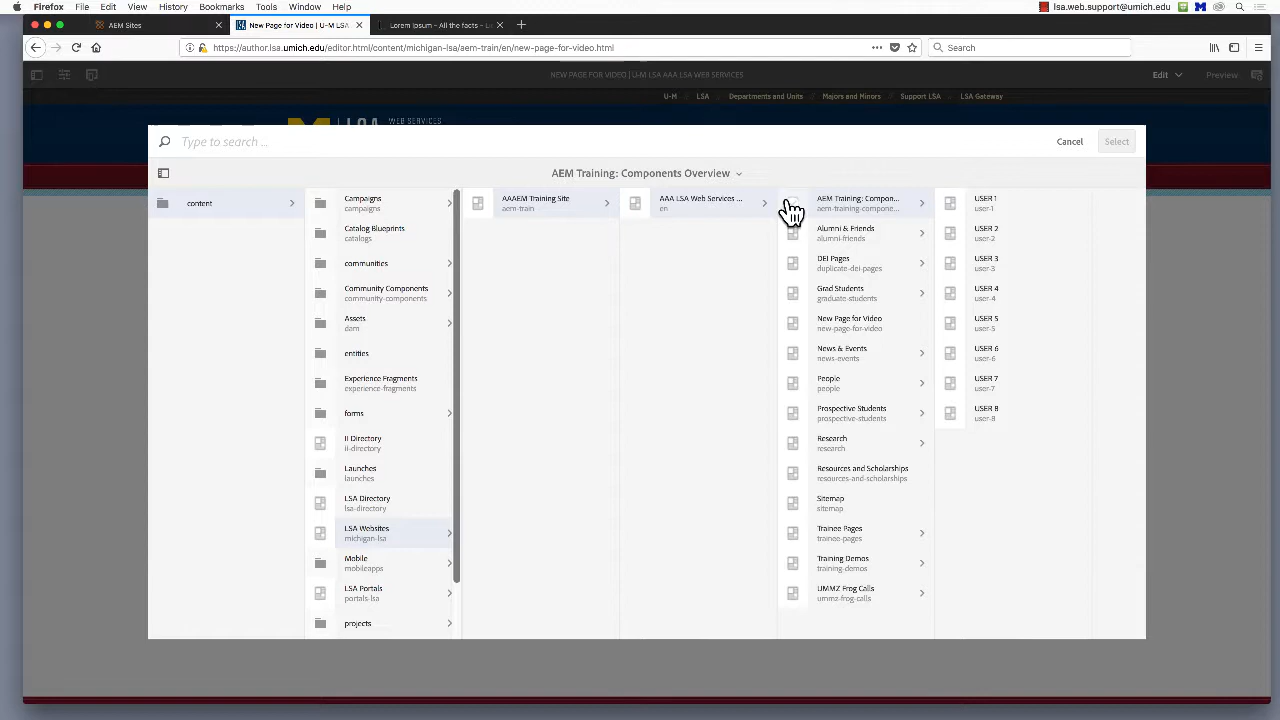 Firefox File Edit View History Bookmarks Tools Window Help lsa.web.support@umich.edu
AEM Sites
New Page for Video | U-M LSA
Lorem Ipsum - All the facts - Li
https://author.lsa.umich.edu/editor.html/content/michigan-lsa/aem-train/en/new-page-for-video.html
Search
NEW PAGE FOR VIDEO | U-M LSA AAA LSA WEB SERVICES
Edit
Preview
U-M LSA Departments and Units Majors and Minors Support LSA LSA Gateway
LSA WEB SERVICES
Type to search ...
Cancel
Select
AEM Training: Components Overview
content
Campaigns
campaigns
Catalog Blueprints
catalogs
communities
Community Components
community-components
Assets
dam
entities
Experience Fragments
experience-fragments
forms
II Directory
ii-directory
Launches
launches
LSA Directory
lsa-directory
LSA Websites
michigan-lsa
Mobile
mobileapps
LSA Portals
portals-lsa
projects
AAAEM Training Site
aem-train
AAA LSA Web Services ...
en
AEM Training: Compon...
aem-training-compone...
Alumni & Friends
alumni-friends
DEI Pages
duplicate-dei-pages
Grad Students
graduate-students
New Page for Video
new-page-for-video
News & Events
news-events
People
people
Prospective Students
prospective-students
Research
research
Resources and Scholarships
resources-and-scholarships
Sitemap
sitemap
Trainee Pages
trainee-pages
Training Demos
training-demos
UMMZ Frog Calls
ummz-frog-calls
USER 1
user-1
USER 2
user-2
USER 3
user-3
USER 4
user-4
USER 5
user-5
USER 6
user-6
USER 7
user-7
USER 8
user-8